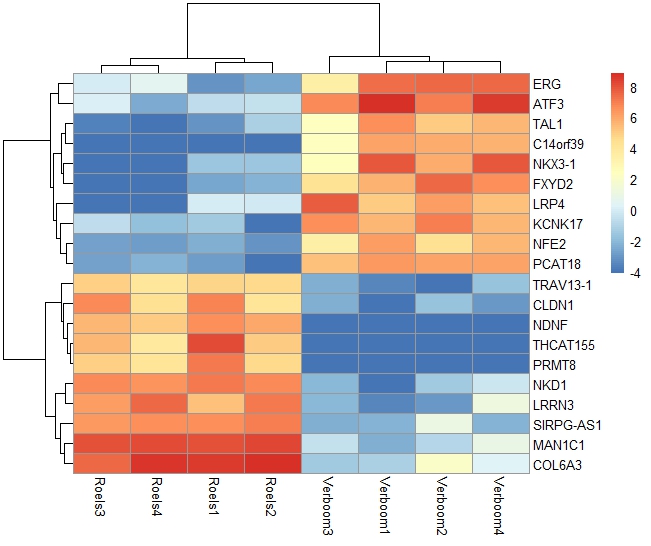 ERG
ATF3
TAL1
C14orf39
NKX3-1
FXYD2
LRP4
KCNK17
NFE2
PCAT18
TRAV13-1
CLDN1
NDNF
THCAT155
PRMT8
NKD1
LRRN3
SIRPG-AS1
MAN1C1
COL6A3
8
6
4
2
0
-2
-4
Roels3
Roels4
Roels1
Roels2
Verboom3
Verboom1
Verboom2
Verboom4